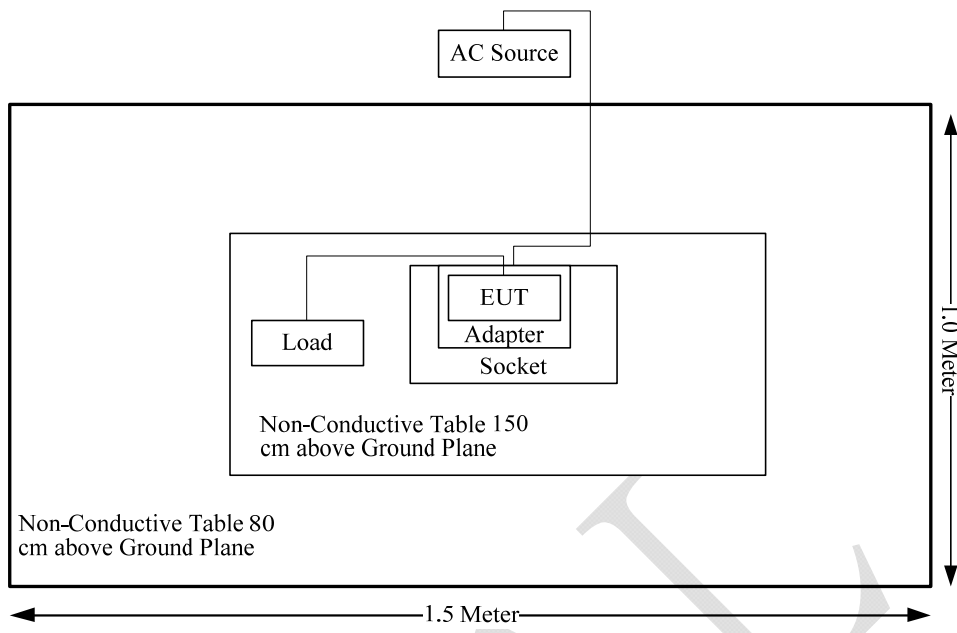 AC Source
EUT
Adapter
Socket
Load
Non-Conductive Table 150
cm above Ground Plane
Non-Conductive Table 80
cm above Ground Plane
1.0 Meter
1.5 Meter